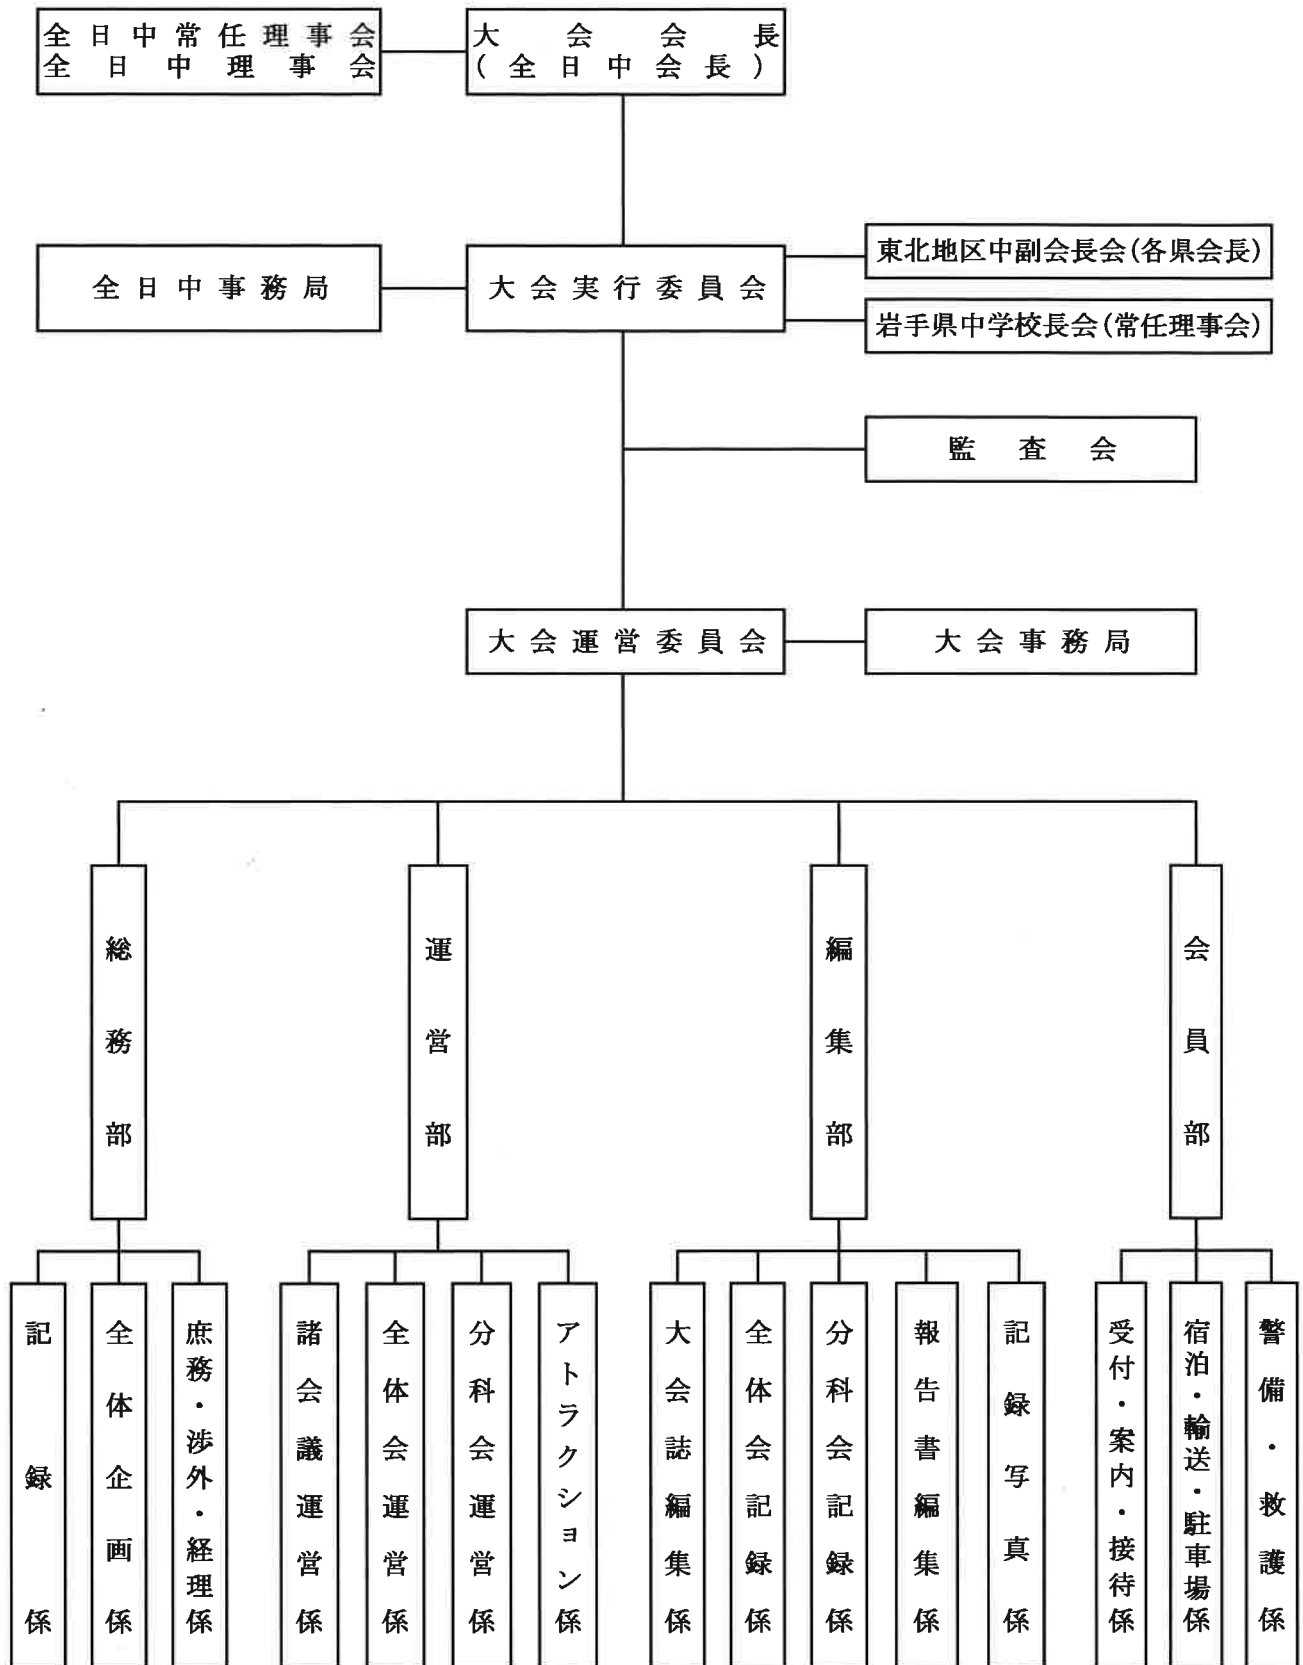 全日中常任理事会
全日中理事会
大会会長
(全日中会長)
全日中事務局
大会実行委員会
東北地区中副会長会(各県会長)
岩手県中学校長会(常任理事会)
監査会
大会運営委員会
大会事務局
総務部
運営部
編集部
会員部
記録係
全体企画係
庶務・渉外・経理係
諸会議運営係
全体会運営係
分科会運営係
アトラクション係
大会誌編集係
全体会記録係
分科会記録係
報告書編集係
記録写真係
受付・案内・接待係
宿泊・輸送・駐車場係
警備・救護係